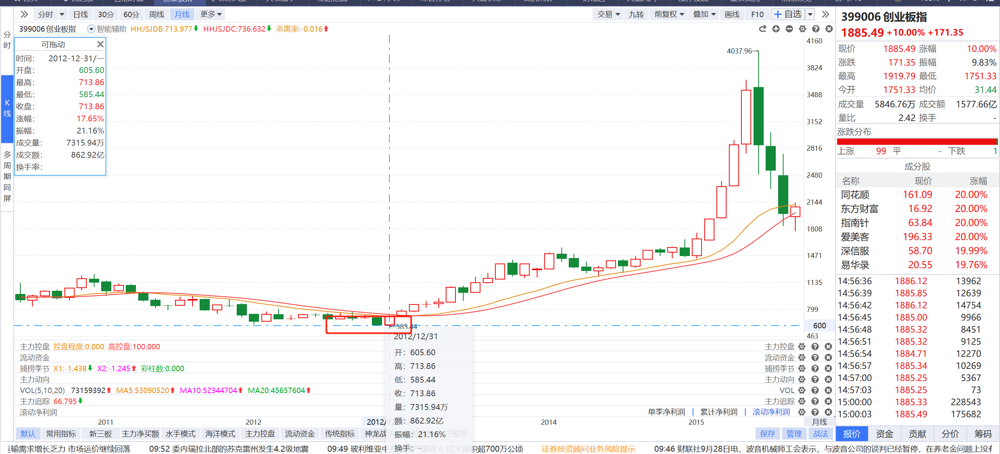 分时 日线 30分 60分 周线 月线 更多 交易 九转 前复权 叠加 画线 F10 自选
399006 创业板指 智能辅助 HHJSJDB:713.977 HHJSJDC:736.632 乖离率:-0.016
分时
K线
多周期同屏
可拖动
时间: 2012-12-31/一
开盘: 605.60
最高: 713.86
最低: 585.44
收盘: 713.86
涨幅: 17.65%
振幅: 21.16%
成交量: 7315.94万
成交额: 862.92亿
换手率:
4037.96→
4160
3824
3488
3152
2816
2480
2144
1808
1471
1135
799
600
463
←585.44
2012/12/31
开: 605.60
高: 713.86
低: 585.44
收: 713.86
量: 7315.94万
额: 862.92亿
振幅: 21.16%
换手: -
主力控盘 控盘程度:0.000 高控盘:100.000 主力控盘
流动资金 流动资金
捕捞季节 X1:-1.438 X2:-1.245 彩柱数:0.000 捕捞季节
主力动向 主力动向
VOL(5,10,20) 73159392 MA5:53090520 MA10:52344704 MA20:45657604 VOL
主力追踪 66.795 主力追踪
滚动净利润 单季净利润 累计净利润 滚动净利润
2011 2012 2012/ 2014 2015 月线
默认 常用指标 新三板 主力净买额 水手模式 海洋模式 主力控盘 流动资金 传统指标 神龙战法 保存 管理 战法
399006 创业板指
1885.49 +10.00% +171.35
现价 1885.49 涨幅 10.00%
涨跌 171.35 振幅 9.83%
最高 1919.79 最低 1751.33
今开 1751.33 均价 31.44
成交量 5846.76万 成交额 1577.66亿
量比 2.42 换手 -
涨跌分布
上涨 99 平 - 下跌 1
成分股
名称 现价 涨幅
同花顺 161.09 20.00%
东方财富 16.92 20.00%
指南针 63.84 20.00%
爱美客 196.33 20.00%
深信服 58.70 19.99%
易华录 20.55 19.76%
14:56:36 1886.12 13962
14:56:39 1885.85 12639
14:56:42 1886.12 14754
14:56:45 1885.00 9966
14:56:48 1885.32 8451
14:56:51 1885.32 9125
14:56:54 1884.71 12270
14:56:57 1885.34 10269
14:57:00 1885.25 5367
14:57:03 1885.25 73
15:00:00 1885.33 228543
15:00:03 1885.49 175682
报价 资金 贡献 分价 筹码
运输需求增长乏力 市场运价继续回落 09:52 委内瑞拉北部的苏克雷州发生4.2级地震 09:49 玻利维亚中部 严重林火 过火面积超700万公顷 证券投资顾问业务风险提示 09:46 财联社9月28日电，波音机械师工会表示，与波音公司的谈判已经暂停，在养老金问题上没有